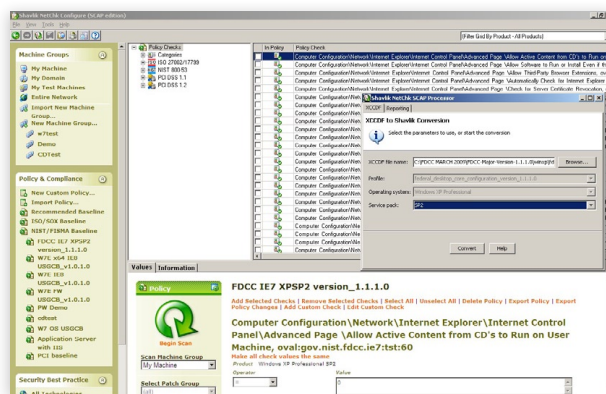 Shavlik NetChk Configure (SCAP edition)
File View Tools Help
(Filter Grid By Product - All Products)
Machine Groups
My Machine
My Domain
My Test Machines
Entire Network
Import New Machine
Group...
New Machine Group...
w7test
Demo
CDTest
Policy & Compliance
New Custom Policy...
Import Policy...
Recommended Baseline
ISO/SOX Baseline
NIST/FISMA Baseline
FDCC IE7 XPSP2
version_1.1.1.0
W7E x64 IE8
USGCB_v1.0.1.0
W7E IE8
USGCB_v1.0.1.0
W7E FW
USGCB_v1.0.1.0
PW Demo
cdtest
W7 OS USGCB
Application Server
with IIS
PCI baseline
Security Best Practice
All Technologies
Policy Checks
Categories
ISO 27002/17799
NIST 800-53
PCI DSS 1.1
PCI DSS 1.2
In Policy
Policy Check
Computer Configuration\Network\Internet Explorer\Internet Control Panel\Advanced Page \Allow Active Content from CD's to Run on
Computer Configuration\Network\Internet Explorer\Internet Control Panel\Advanced Page \Allow Software to Run or Install Even if
Computer Configuration\Network\Internet Explorer\Internet Control Panel\Advanced Page \Allow Third-Party Browser Extensions,
Computer Configuration\Network\Internet Explorer\Internet Control Panel\Advanced Page \Automatically Check for Internet Explorer
Computer Configuration\Network\Internet Explorer\Internet Control Panel\Advanced Page \Check for Server Certificate Revocation,
Shavlik NetChk SCAP Processor
XCCDF Reporting
XCCDF to Shavlik Conversion
Select the parameters to use, or start the conversion
XCCDF file name:
Browse...
Profile: federal_desktop_core_configuration_version_1.1.1.0
Operating system: Windows XP Professional
Service pack: SP2
Convert
Help
Values Information
Policy
Begin Scan
Scan Machine Group
My Machine
Select Patch Group
(all)
FDCC IE7 XPSP2 version_1.1.1.0
Add Selected Checks | Remove Selected Checks | Select All | Unselect All | Delete Policy | Export Policy | Export
Policy Changes | Add Custom Check | Edit Custom Check
Computer Configuration\Network\Internet Explorer\Internet Control
Panel\Advanced Page \Allow Active Content from CD's to Run on User
Machine, oval:gov.nist.fdcc.ie7:tst:60
Make all check values the same
Product Windows XP Professional SP2
Operator
Value
=
0